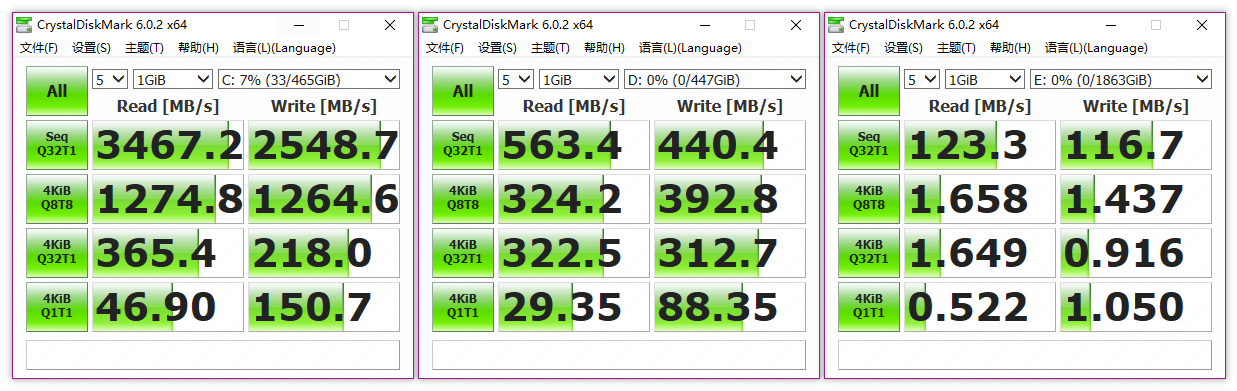 CrystalDiskMark 6.0.2 x64
文件(F) 设置(S) 主题(T) 帮助(H) 语言(L)(Language)
All 5 1GiB C: 7% (33/465GiB)
Read [MB/s] Write [MB/s]
Seq
Q32T1 3467.2 2548.7
4KiB
Q8T8 1274.8 1264.6
4KiB
Q32T1 365.4 218.0
4KiB
Q1T1 46.90 150.7
CrystalDiskMark 6.0.2 x64
文件(F) 设置(S) 主题(T) 帮助(H) 语言(L)(Language)
All 5 1GiB D: 0% (0/447GiB)
Read [MB/s] Write [MB/s]
Seq
Q32T1 563.4 440.4
4KiB
Q8T8 324.2 392.8
4KiB
Q32T1 322.5 312.7
4KiB
Q1T1 29.35 88.35
CrystalDiskMark 6.0.2 x64
文件(F) 设置(S) 主题(T) 帮助(H) 语言(L)(Language)
All 5 1GiB E: 0% (0/1863GiB)
Read [MB/s] Write [MB/s]
Seq
Q32T1 123.3 116.7
4KiB
Q8T8 1.658 1.437
4KiB
Q32T1 1.649 0.916
4KiB
Q1T1 0.522 1.050